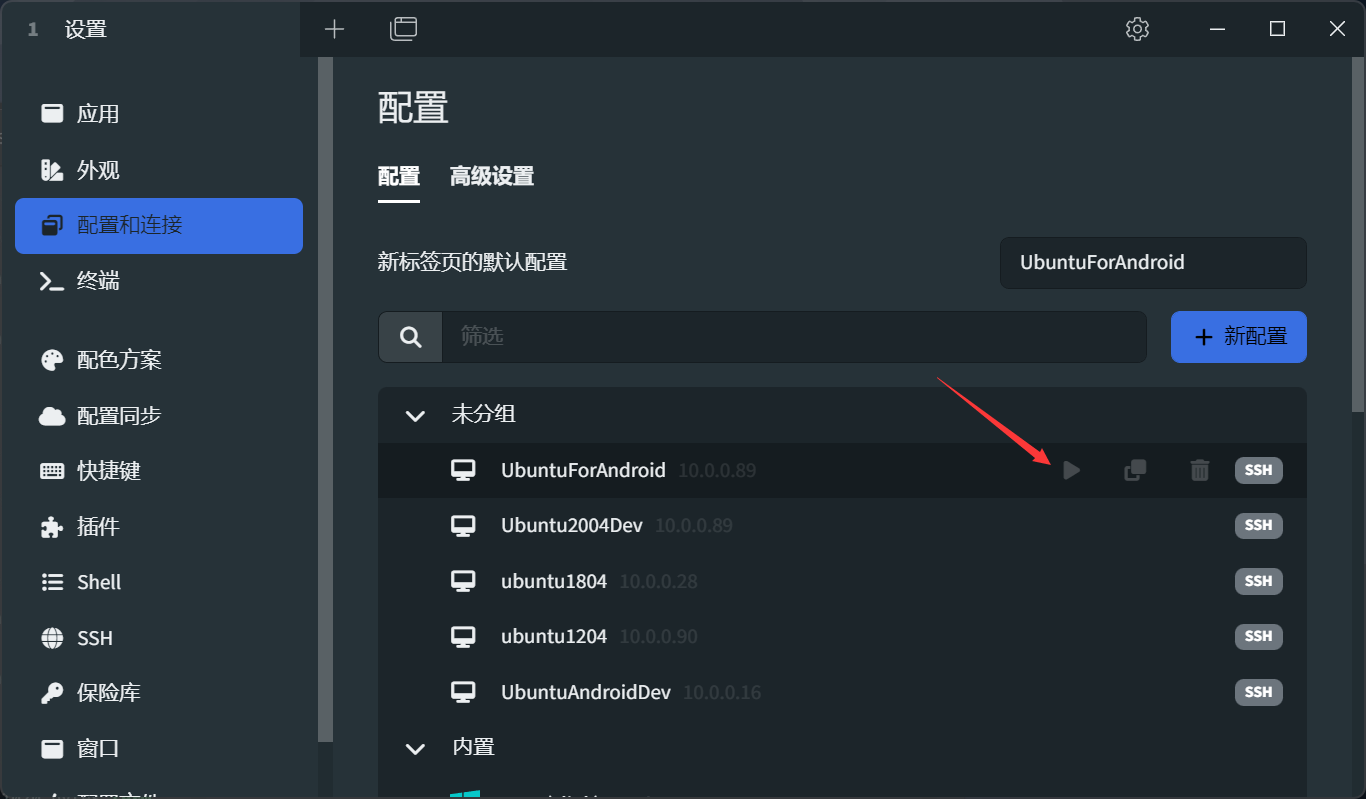 1 设置
应用
外观
配置和连接
终端
配色方案
配置同步
快捷键
插件
Shell
SSH
保险库
窗口
配置文件
配置
配置 高级设置
新标签页的默认配置 UbuntuForAndroid
筛选 新配置
未分组
UbuntuForAndroid 10.0.0.89 SSH
Ubuntu2004Dev 10.0.0.89 SSH
ubuntu1804 10.0.0.28 SSH
ubuntu1204 10.0.0.90 SSH
UbuntuAndroidDev 10.0.0.16 SSH
内置